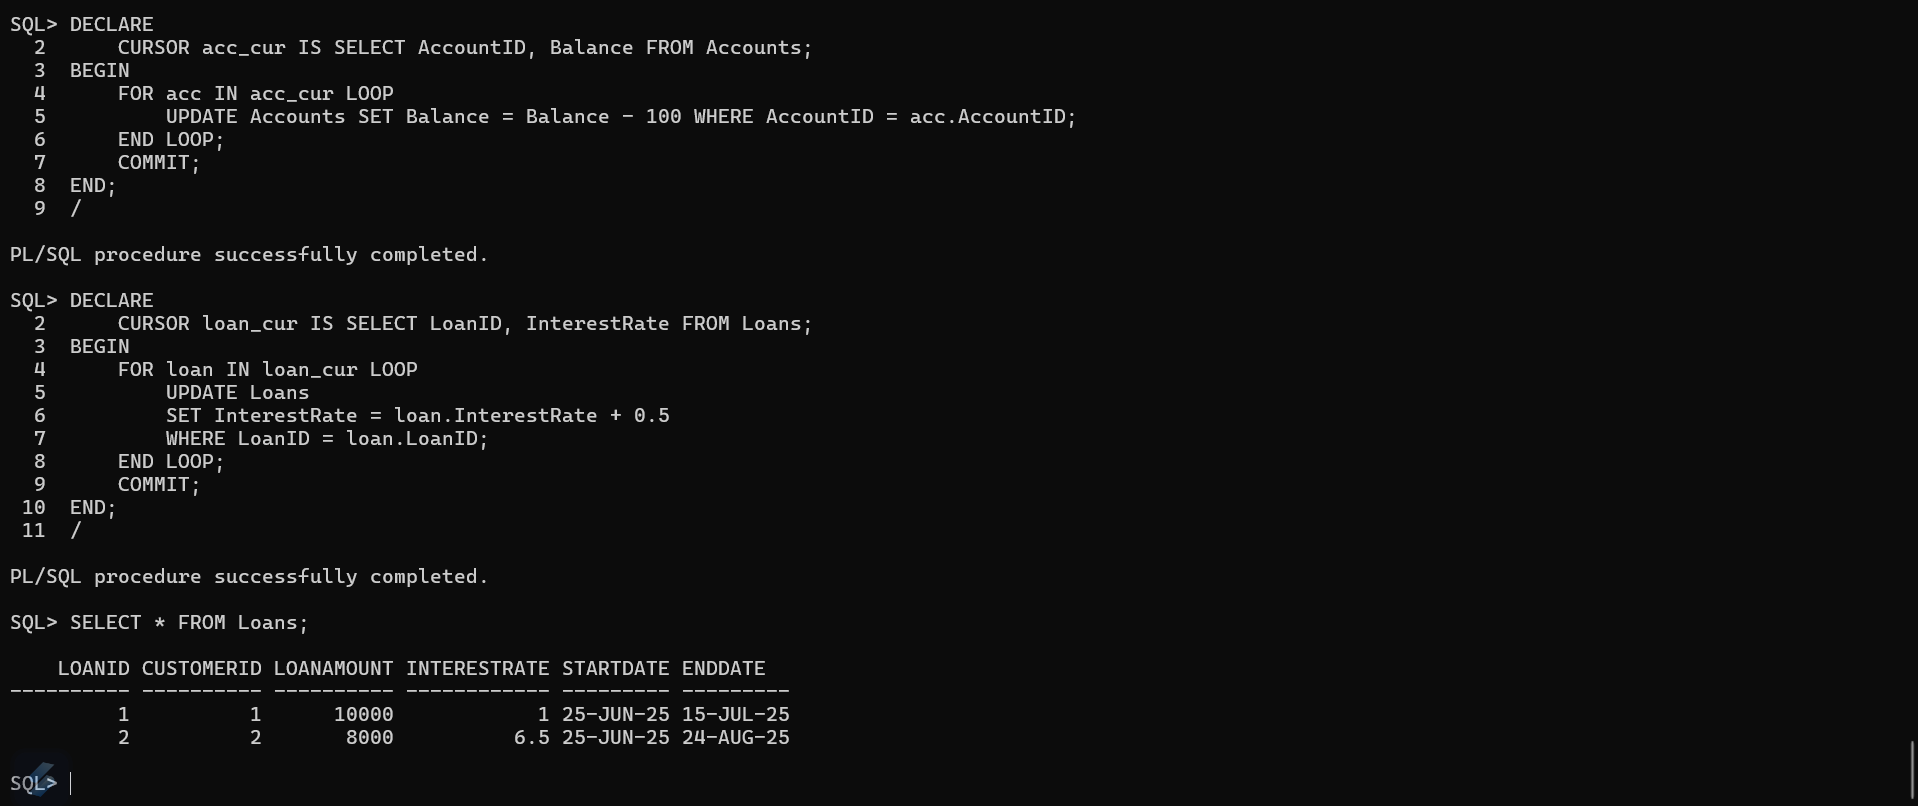 SQL> DECLARE
  2      CURSOR acc_cur IS SELECT AccountID, Balance FROM Accounts;
  3  BEGIN
  4      FOR acc IN acc_cur LOOP
  5          UPDATE Accounts SET Balance = Balance - 100 WHERE AccountID = acc.AccountID;
  6      END LOOP;
  7      COMMIT;
  8  END;
  9  /

PL/SQL procedure successfully completed.

SQL> DECLARE
  2      CURSOR loan_cur IS SELECT LoanID, InterestRate FROM Loans;
  3  BEGIN
  4      FOR loan IN loan_cur LOOP
  5          UPDATE Loans
  6          SET InterestRate = loan.InterestRate + 0.5
  7          WHERE LoanID = loan.LoanID;
  8      END LOOP;
  9      COMMIT;
 10  END;
 11  /

PL/SQL procedure successfully completed.

SQL> SELECT * FROM Loans;

    LOANID CUSTOMERID LOANAMOUNT INTERESTRATE STARTDATE ENDDATE
---------- ---------- ---------- ------------ --------- ---------
         1          1      10000            1 25-JUN-25 15-JUL-25
         2          2       8000          6.5 25-JUN-25 24-AUG-25

SQL>